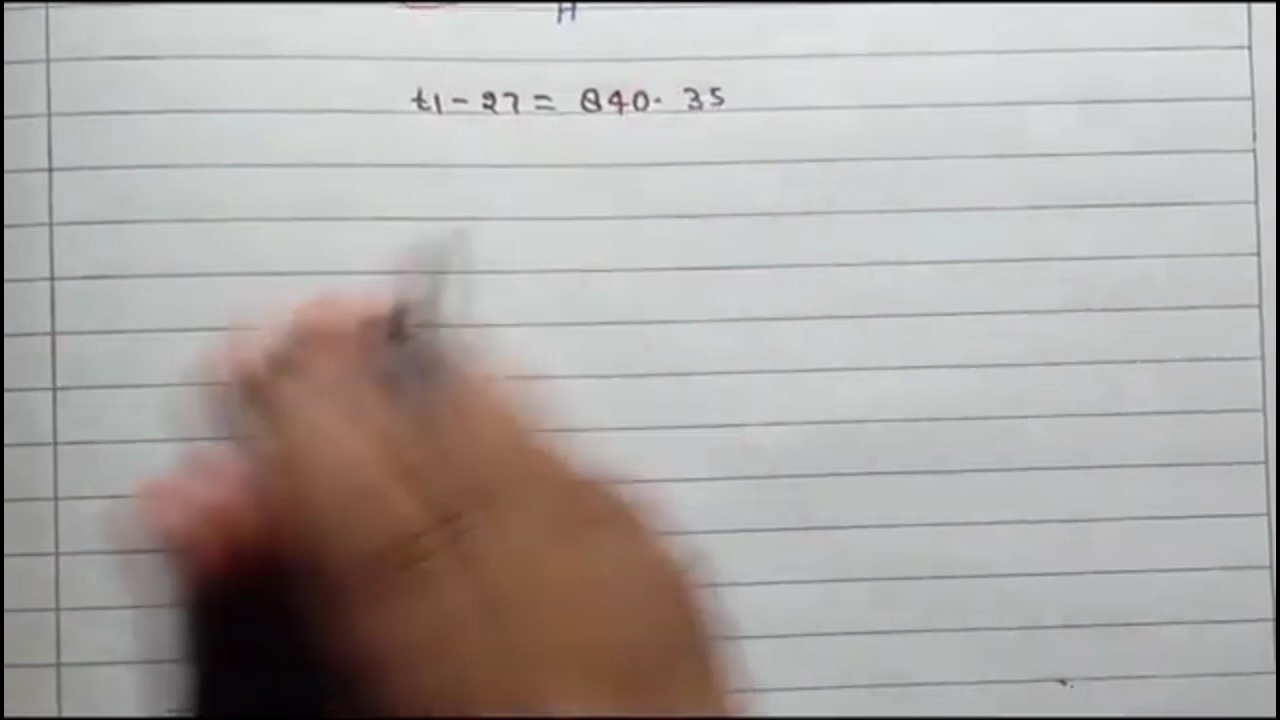 t1 - 27 = 840. 35